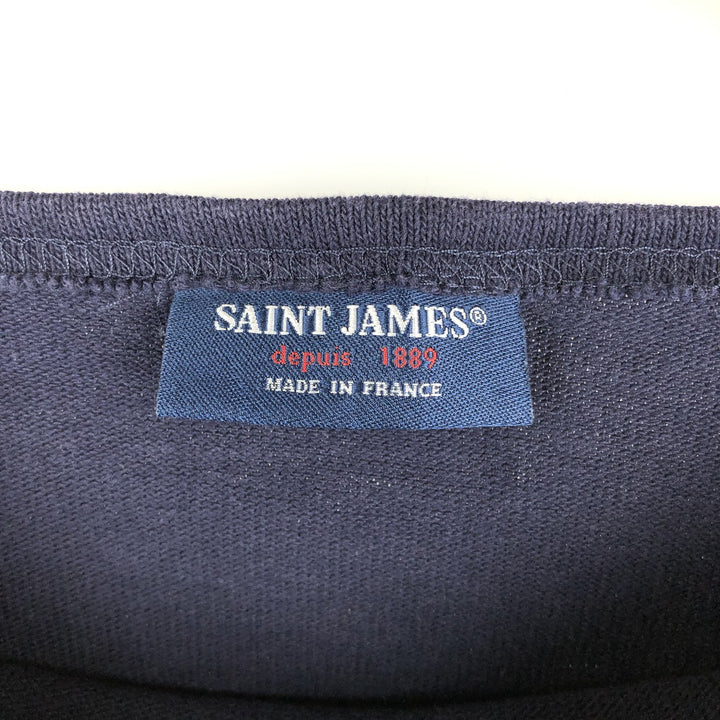 SAINT JAMES®
depuis 1889
MADE IN FRANCE